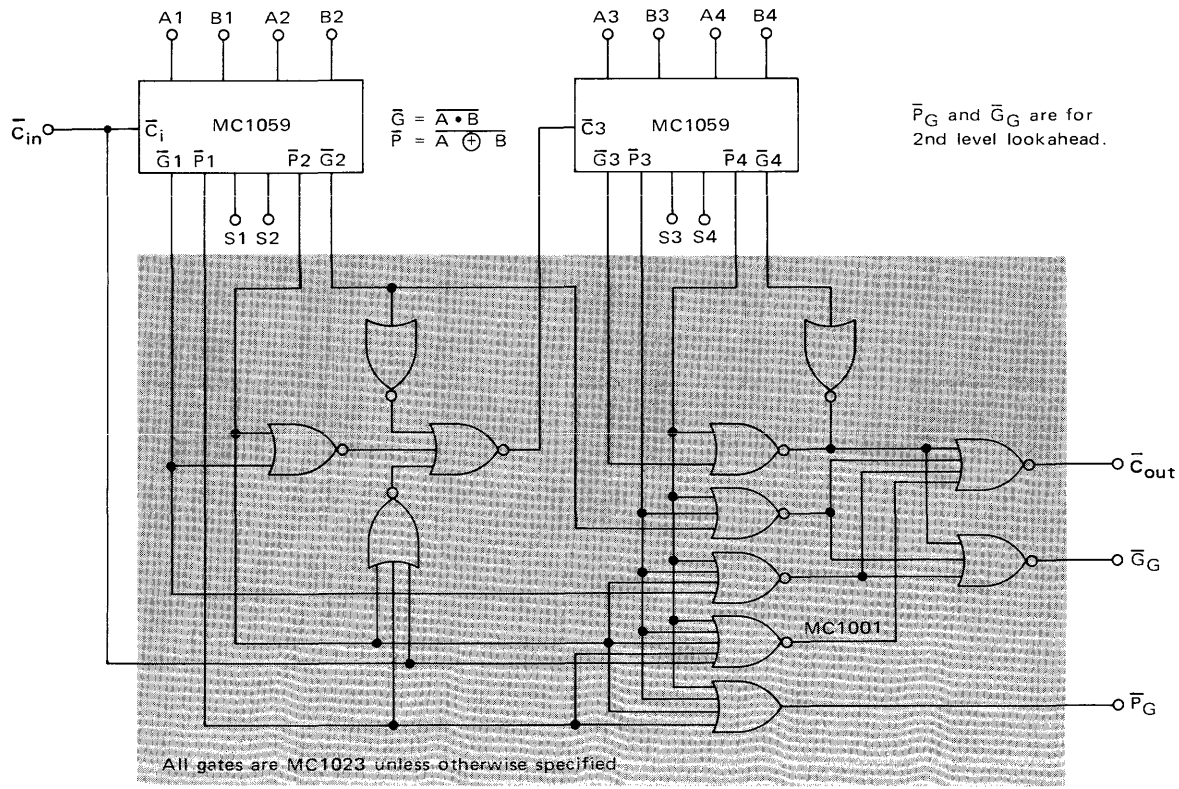 A1 B1 A2 B2
A3 B3 A4 B4
C̄in
C̄i
MC1059
Ḡ1 P̄1 P̄2 Ḡ2
S1 S2
Ḡ = \overline{A • B}
P̄ = \overline{A ⊕ B}
C̄3
MC1059
Ḡ3 P̄3 P̄4 Ḡ4
S3 S4
P̄G and ḠG are for
2nd level lookahead.
C̄out
ḠG
MC1001
P̄G
All gates are MC1023 unless otherwise specified